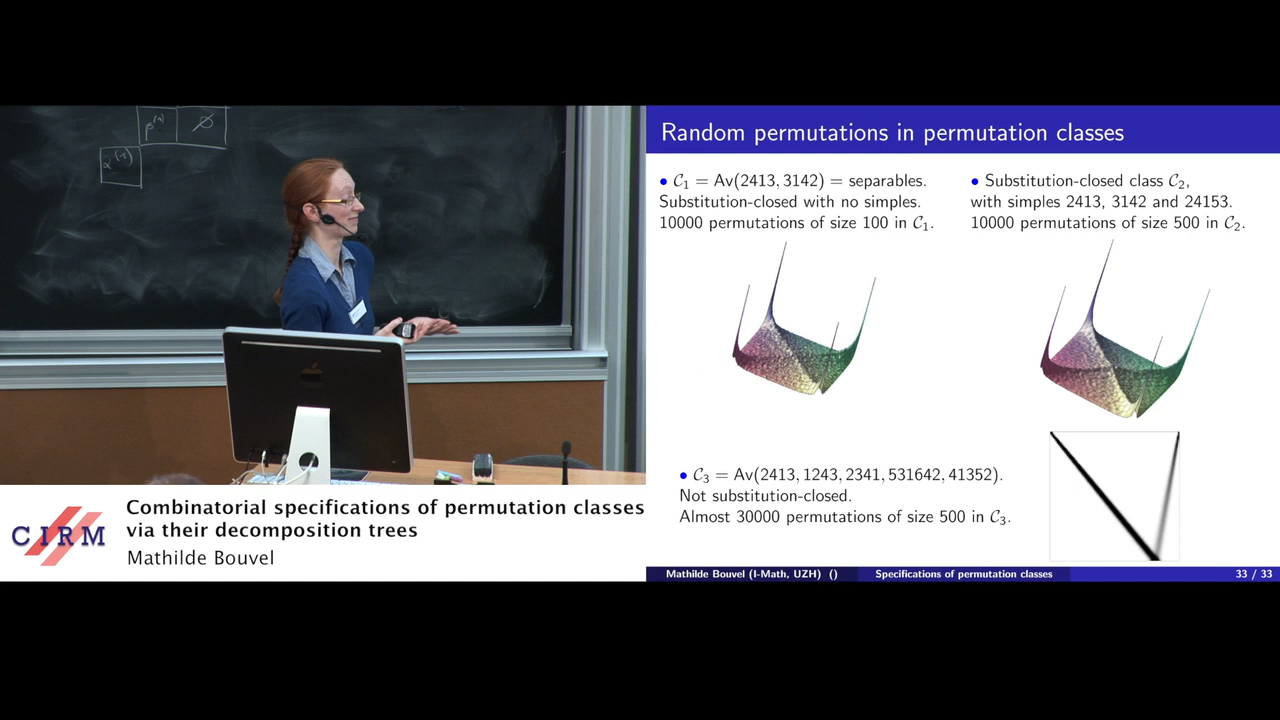 Random permutations in permutation classes
• 𝒞₁ = Av(2413, 3142) = separables.
Substitution-closed with no simples.
10000 permutations of size 100 in 𝒞₁.
• Substitution-closed class 𝒞₂,
with simples 2413, 3142 and 24153.
10000 permutations of size 500 in 𝒞₂.
• 𝒞₃ = Av(2413, 1243, 2341, 531642, 41352).
Not substitution-closed.
Almost 30000 permutations of size 500 in 𝒞₃.
Mathilde Bouvel (I-Math, UZH) ()
Specifications of permutation classes
33 / 33
CIRM
Combinatorial specifications of permutation classes
via their decomposition trees
Mathilde Bouvel